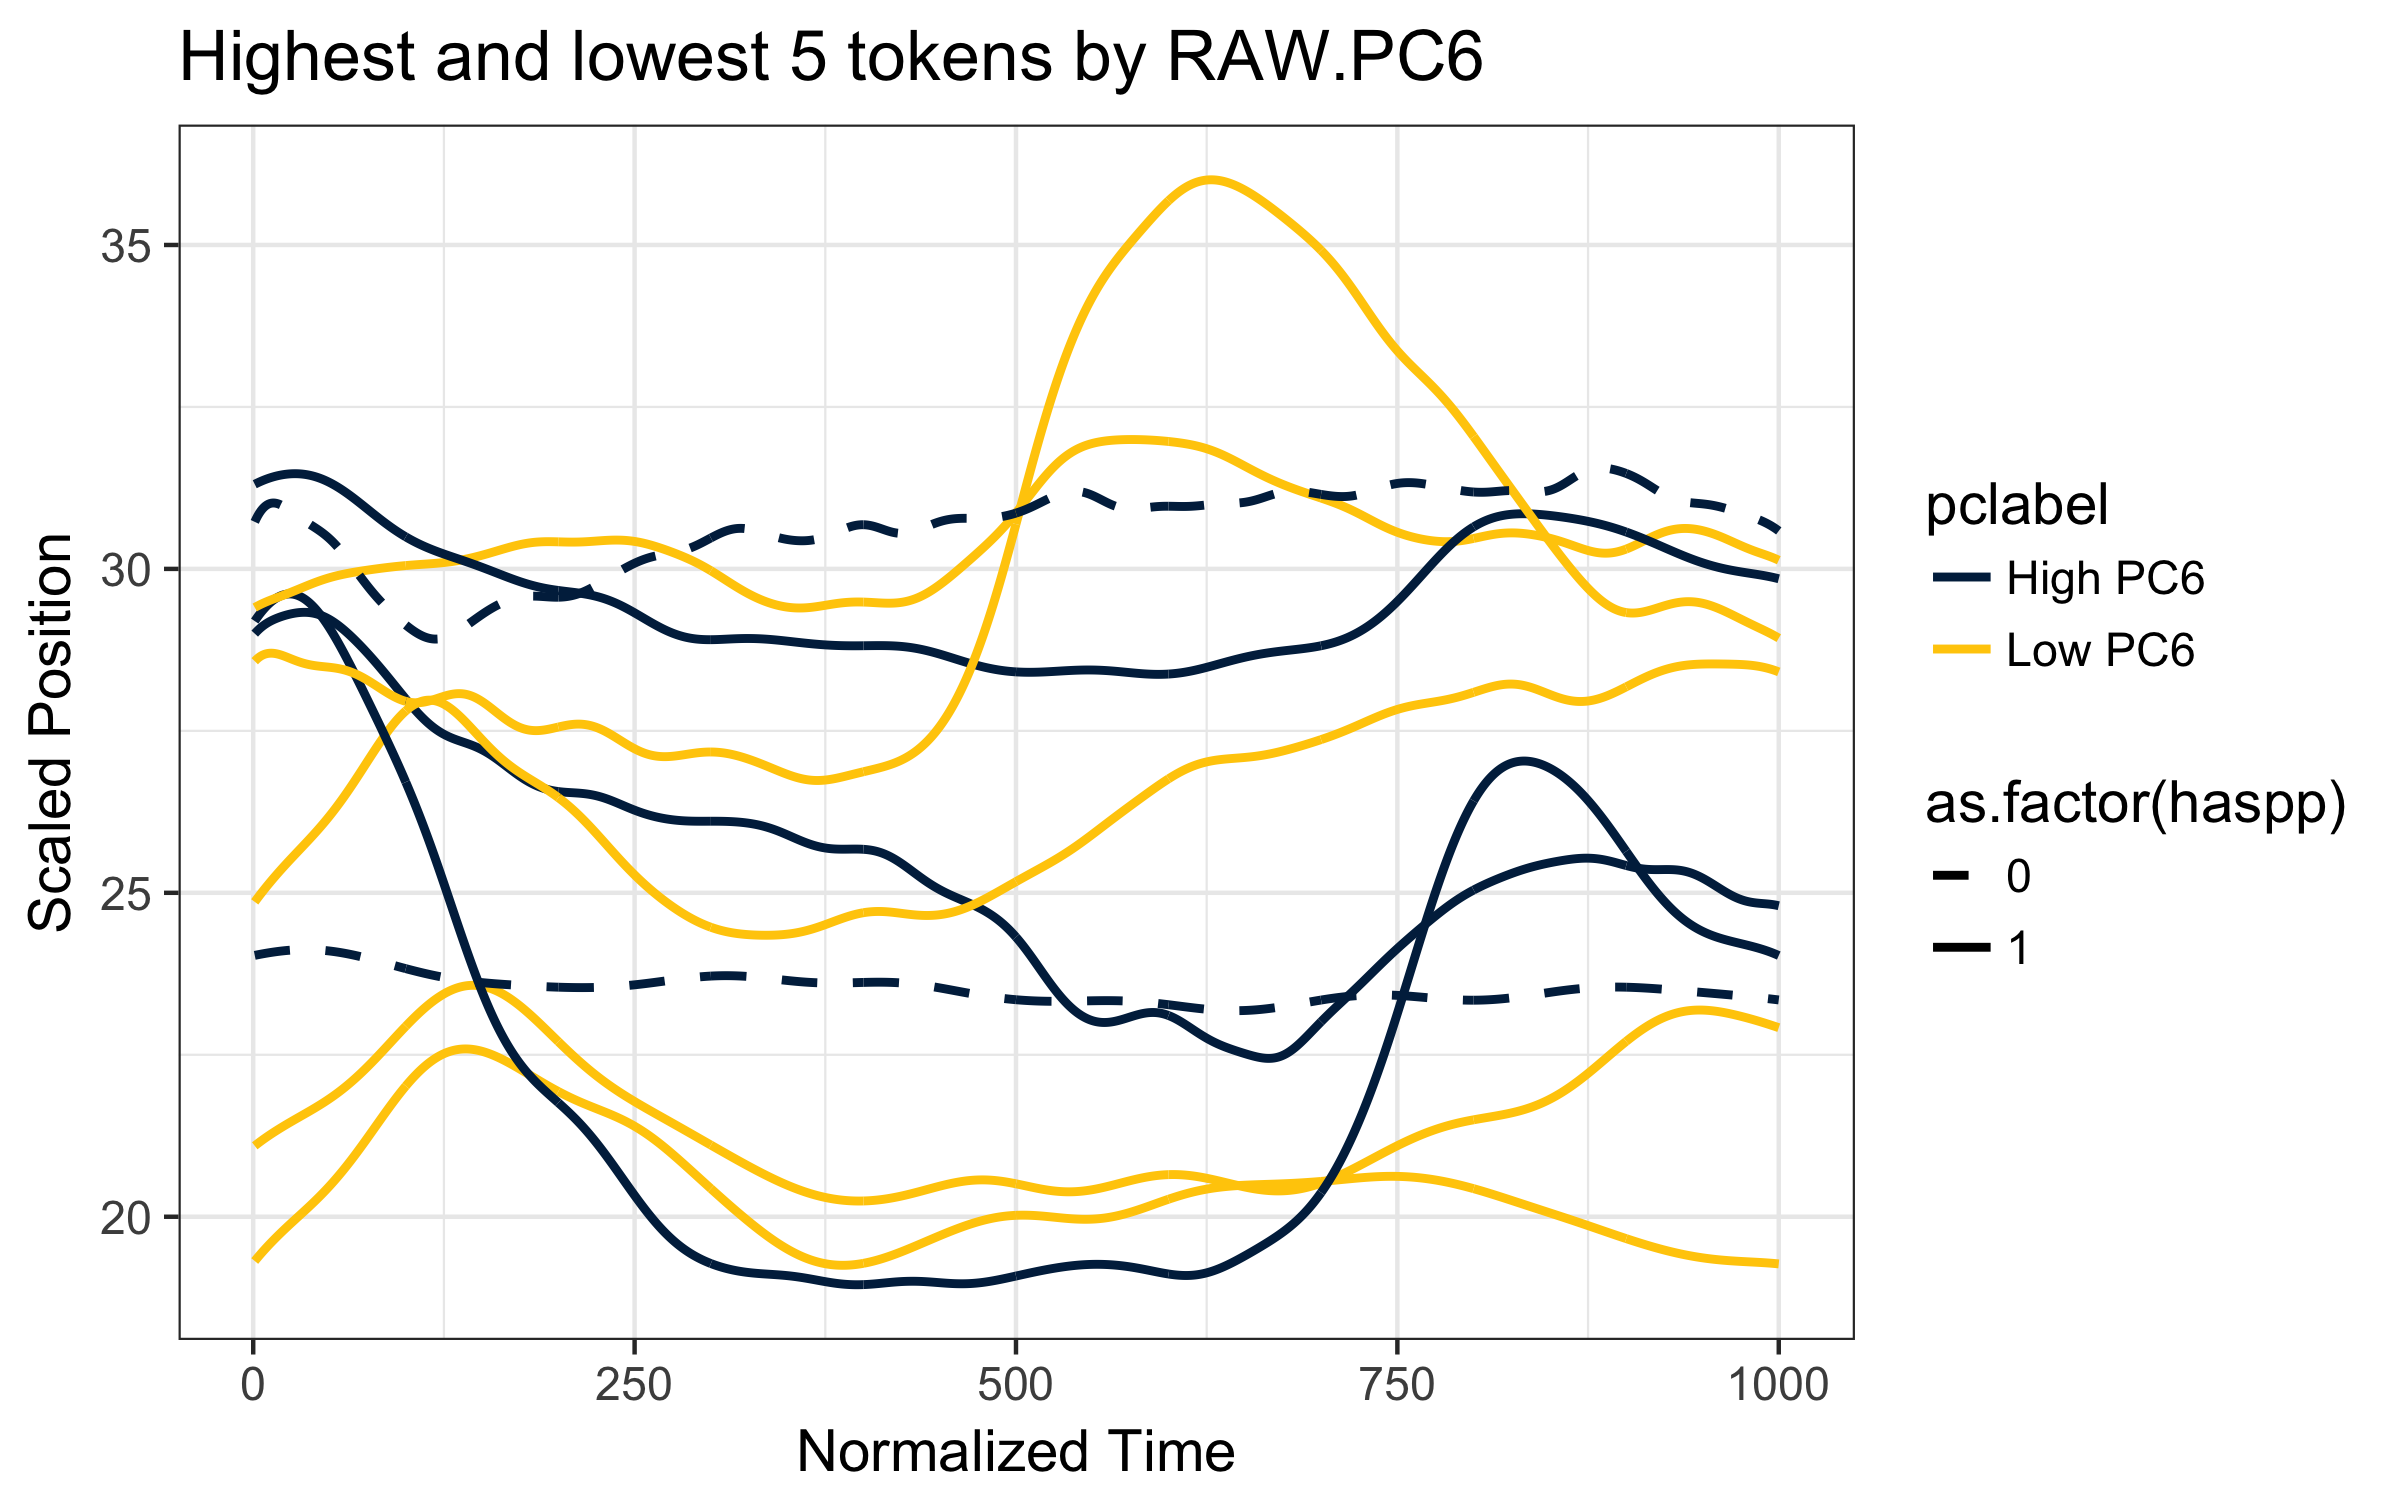 Highest and lowest 5 tokens by RAW.PC6
Scaled Position
35
30
25
20
0
250
500
750
1000
Normalized Time
pclabel
High PC6
Low PC6
as.factor(haspp)
0
1